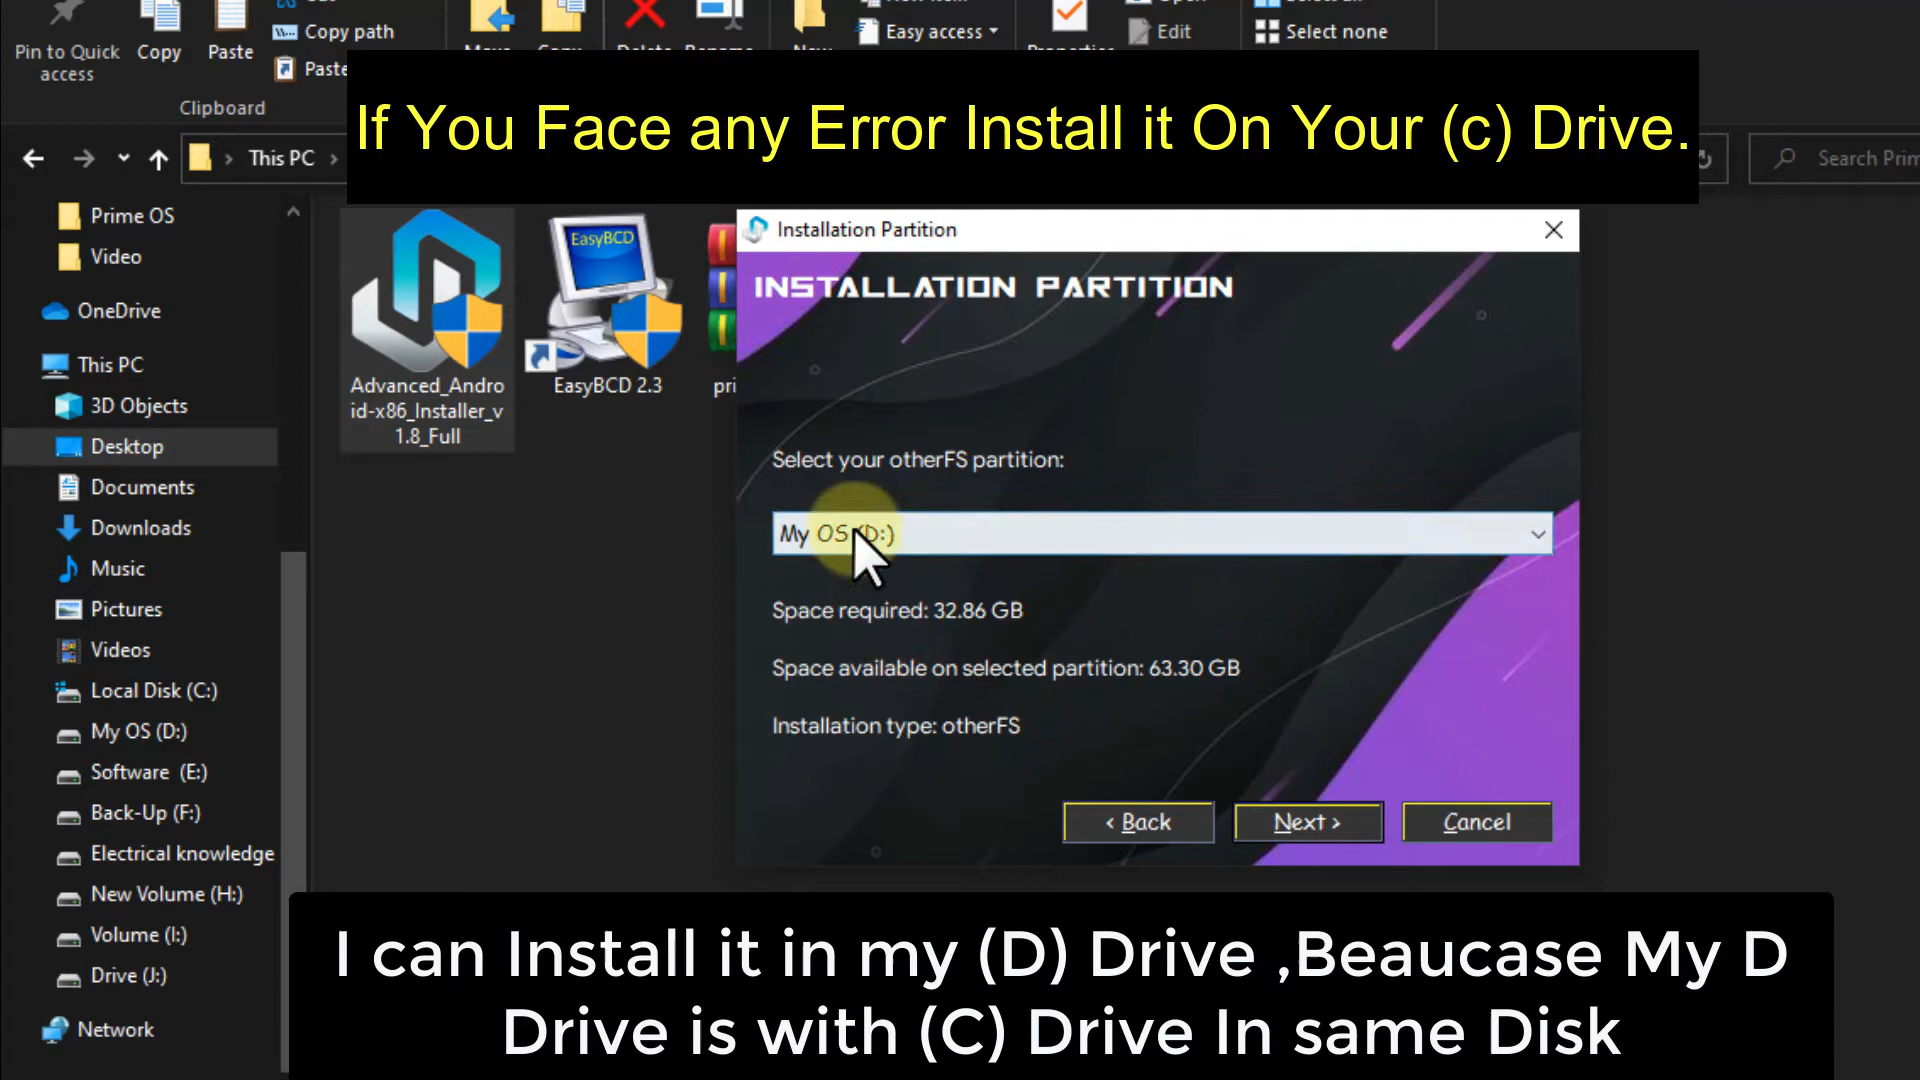 Pin to Quick
access
Copy
Paste
Copy path
Paste
Clipboard
Easy access
Edit
Select none
If You Face any Error Install it On Your (c) Drive.
This PC
Search Prim
Prime OS
Video
OneDrive
This PC
3D Objects
Desktop
Documents
Downloads
Music
Pictures
Videos
Local Disk (C:)
My OS (D:)
Software (E:)
Back-Up (F:)
Electrical knowledge
New Volume (H:)
Volume (I:)
Drive (J:)
Network
Advanced_Andro
id-x86_Installer_v
1.8_Full
EasyBCD
EasyBCD 2.3
pri
Installation Partition
INSTALLATION PARTITION
Select your otherFS partition:
My OS (D:)
Space required: 32.86 GB
Space available on selected partition: 63.30 GB
Installation type: otherFS
< Back
Next >
Cancel
I can Install it in my (D) Drive ,Beaucase My D
Drive is with (C) Drive In same Disk